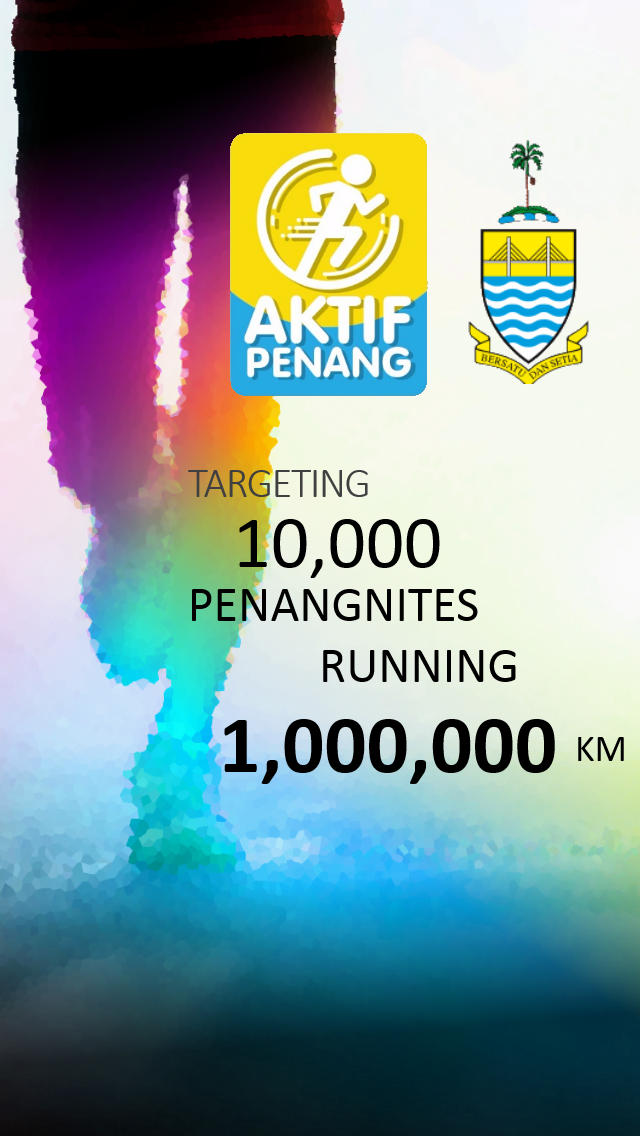 AKTIF
PENANG
BERSATU DAN SETIA
TARGETING
10,000
PENANGNITES
RUNNING
1,000,000 KM